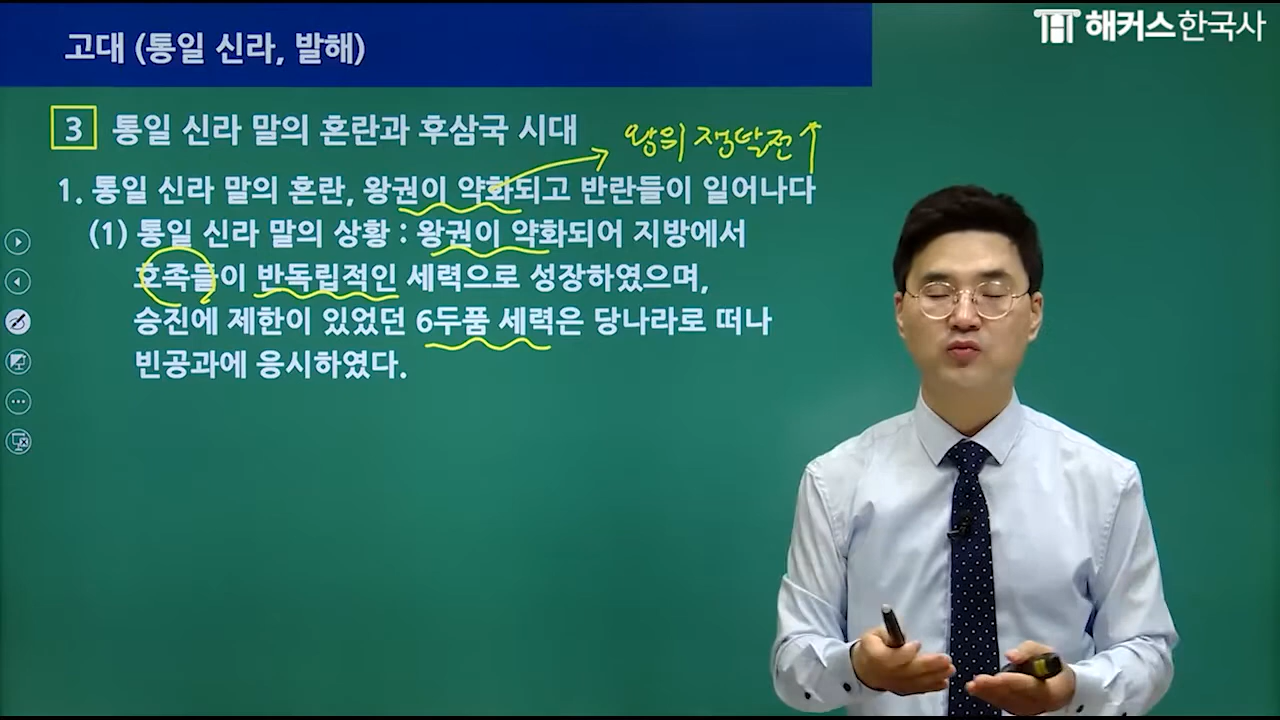 해커스한국사
고대 (통일 신라, 발해)
3 통일 신라 말의 혼란과 후삼국 시대
왕위 쟁탈전↑
1. 통일 신라 말의 혼란, 왕권이 약화되고 반란들이 일어나다
(1) 통일 신라 말의 상황 : 왕권이 약화되어 지방에서
호족들이 반독립적인 세력으로 성장하였으며,
승진에 제한이 있었던 6두품 세력은 당나라로 떠나
빈공과에 응시하였다.